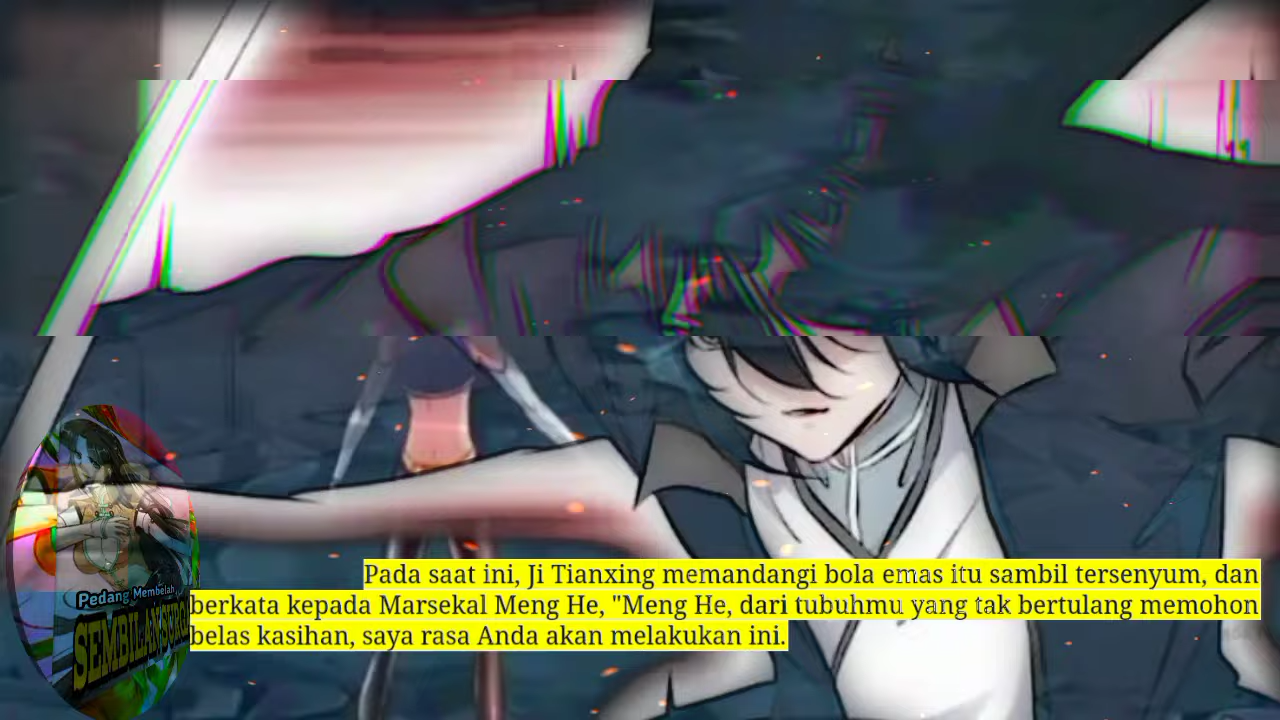 Pada saat ini, Ji Tianxing memandangi bola emas itu sambil tersenyum, dan
berkata kepada Marsekal Meng He, "Meng He, dari tubuhmu yang tak bertulang memohon
belas kasihan, saya rasa Anda akan melakukan ini.
Pedang Membelah